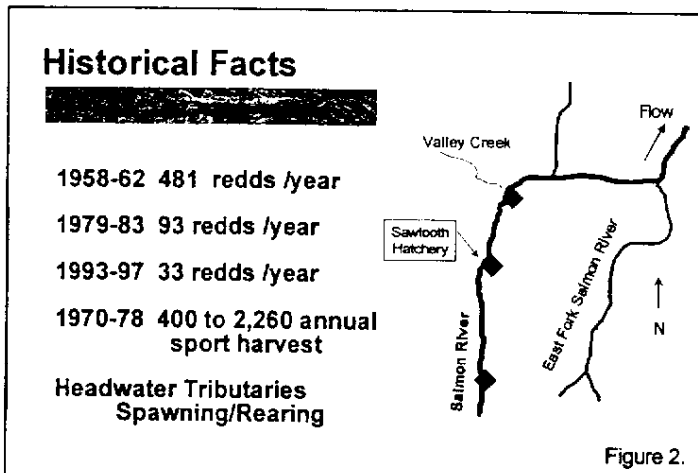 Historical Facts
1958-62 481 redds /year
1979-83 93 redds /year
1993-97 33 redds /year
1970-78 400 to 2,260 annual
sport harvest
Headwater Tributaries
Spawning/Rearing
Flow
Valley Creek
Sawtooth
Hatchery
Salmon River
East Fork Salmon River
N
Figure 2.